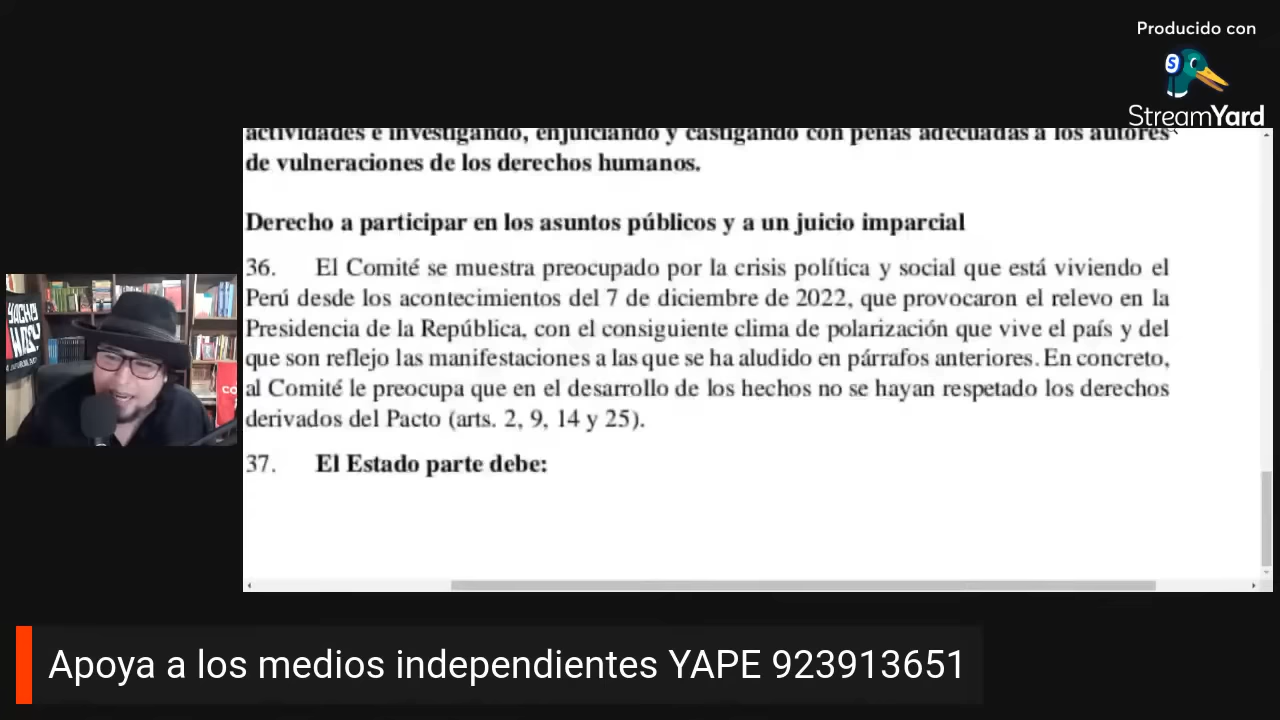 Producido con
StreamYard
actividades e investigando, enjuiciando y castigando con penas adecuadas a los autores
de vulneraciones de los derechos humanos.
Derecho a participar en los asuntos públicos y a un juicio imparcial
36. El Comité se muestra preocupado por la crisis política y social que está viviendo el
Perú desde los acontecimientos del 7 de diciembre de 2022, que provocaron el relevo en la
Presidencia de la República, con el consiguiente clima de polarización que vive el país y del
que son reflejo las manifestaciones a las que se ha aludido en párrafos anteriores. En concreto,
al Comité le preocupa que en el desarrollo de los hechos no se hayan respetado los derechos
derivados del Pacto (arts. 2, 9, 14 y 25).
37. El Estado parte debe:
Apoya a los medios independientes YAPE 923913651